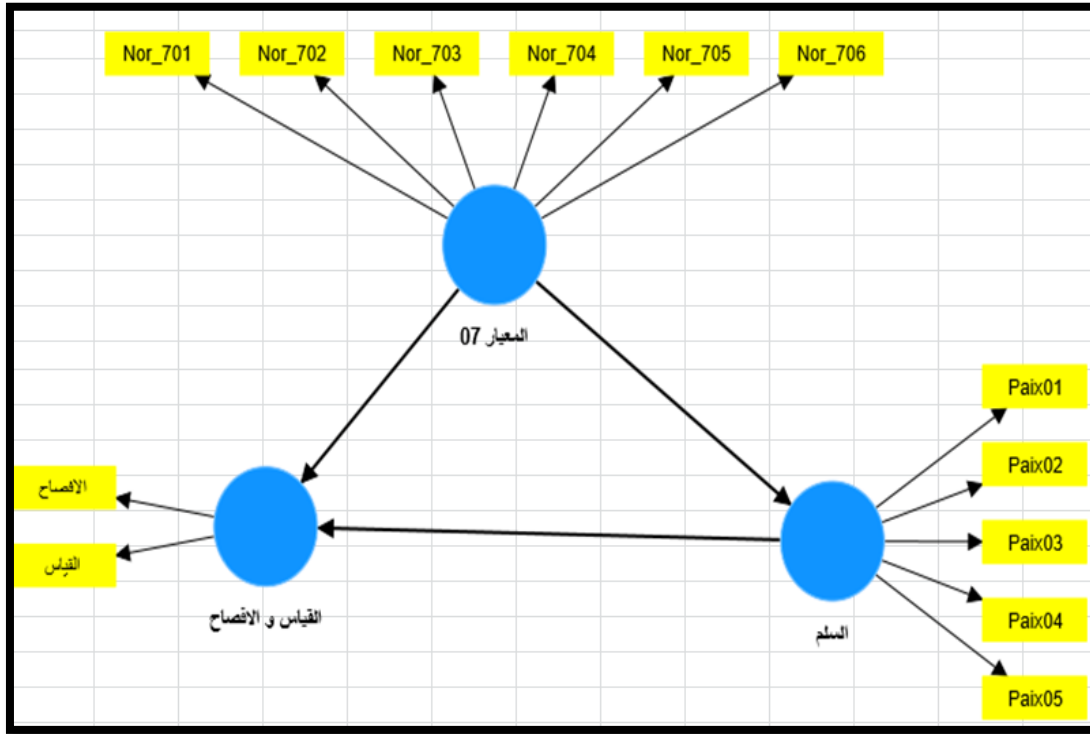 Nor_701
Nor_702
Nor_703
Nor_704
Nor_705
Nor_706
المعيار 07
Paix01
Paix02
Paix03
Paix04
Paix05
السلم
الافصاح
القياس
القياس و الافصاح